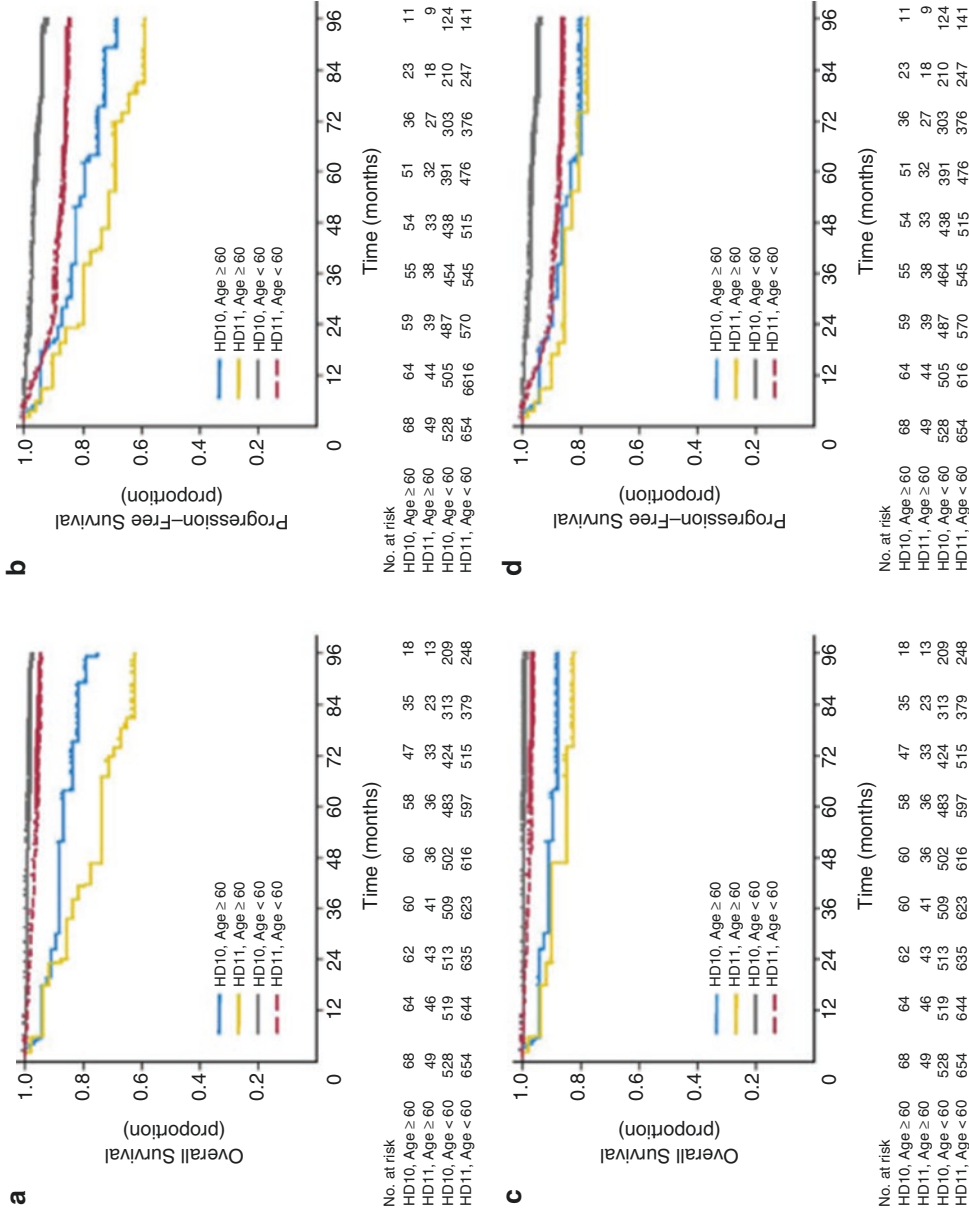 a
Overall Survival
(proportion)
1.0
0.8
0.6
0.4
0.2
0
12
24
36
48
60
72
84
96
HD10, Age ≥ 60
HD11, Age ≥ 60
HD10, Age < 60
HD11, Age < 60
Time (months)
No. at risk
HD10, Age ≥ 60 68 64 62 60 60 58 47 35 18
HD11, Age ≥ 60 49 46 43 41 36 36 33 23 13
HD10, Age < 60 528 519 513 509 502 483 424 313 209
HD11, Age < 60 654 644 635 623 616 597 515 379 248
b
Progression–Free Survival
(proportion)
1.0
0.8
0.6
0.4
0.2
0
12
24
36
48
60
72
84
96
HD10, Age ≥ 60
HD11, Age ≥ 60
HD10, Age < 60
HD11, Age < 60
Time (months)
No. at risk
HD10, Age ≥ 60 68 64 59 55 54 51 36 23 11
HD11, Age ≥ 60 49 44 39 38 33 32 27 18 9
HD10, Age < 60 528 505 487 454 438 391 303 210 124
HD11, Age < 60 654 6616 570 545 515 476 376 247 141
c
Overall Survival
(proportion)
1.0
0.8
0.6
0.4
0.2
0
12
24
36
48
60
72
84
96
HD10, Age ≥ 60
HD11, Age ≥ 60
HD10, Age < 60
HD11, Age < 60
Time (months)
No. at risk
HD10, Age ≥ 60 68 64 62 60 60 58 47 35 18
HD11, Age ≥ 60 49 46 43 41 36 36 33 23 13
HD10, Age < 60 528 519 513 509 502 483 424 313 209
HD11, Age < 60 654 644 635 623 616 597 515 379 248
d
Progression–Free Survival
(proportion)
1.0
0.8
0.6
0.4
0.2
0
12
24
36
48
60
72
84
96
HD10, Age ≥ 60
HD11, Age ≥ 60
HD10, Age < 60
HD11, Age < 60
Time (months)
No. at risk
HD10, Age ≥ 60 68 64 59 55 54 51 36 23 11
HD11, Age ≥ 60 49 44 39 38 33 32 27 18 9
HD10, Age < 60 528 505 487 464 438 391 303 210 124
HD11, Age < 60 654 616 570 545 515 476 376 247 141